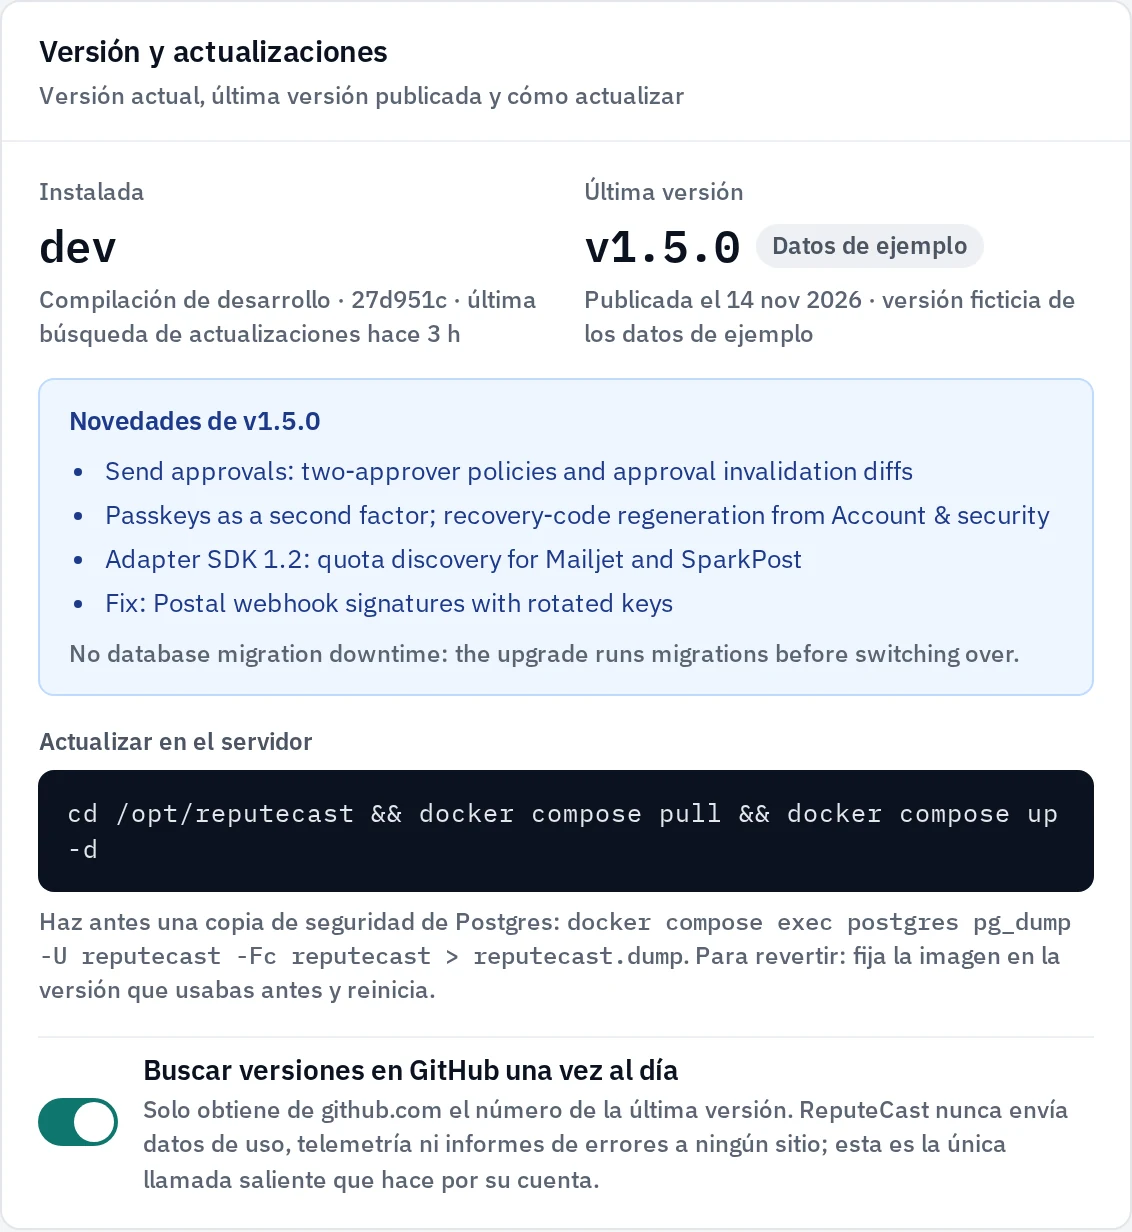 Versión y actualizaciones
Versión actual, última versión publicada y cómo actualizar
Instalada
dev
Compilación de desarrollo · 27d951c · última
búsqueda de actualizaciones hace 3 h
Última versión
v1.5.0 Datos de ejemplo
Publicada el 14 nov 2026 · versión ficticia de
los datos de ejemplo
Novedades de v1.5.0
• Send approvals: two-approver policies and approval invalidation diffs
• Passkeys as a second factor; recovery-code regeneration from Account & security
• Adapter SDK 1.2: quota discovery for Mailjet and SparkPost
• Fix: Postal webhook signatures with rotated keys
No database migration downtime: the upgrade runs migrations before switching over.
Actualizar en el servidor
cd /opt/reputecast && docker compose pull && docker compose up
-d
Haz antes una copia de seguridad de Postgres: docker compose exec postgres pg_dump
-U reputecast -Fc reputecast > reputecast.dump. Para revertir: fija la imagen en la
versión que usabas antes y reinicia.
Buscar versiones en GitHub una vez al día
Solo obtiene de github.com el número de la última versión. ReputeCast nunca envía
datos de uso, telemetría ni informes de errores a ningún sitio; esta es la única
llamada saliente que hace por su cuenta.